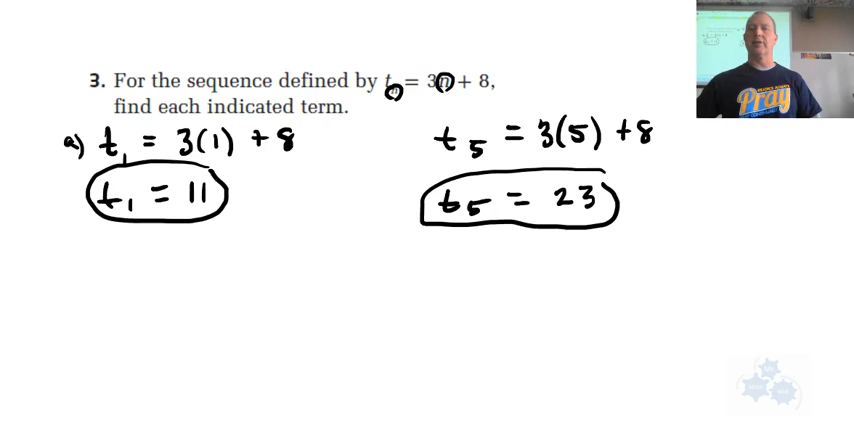 3. For the sequence defined by tn = 3n + 8,
find each indicated term.
a) t1 = 3(1) + 8
t1 = 11
t5 = 3(5) + 8
t5 = 23
Pray